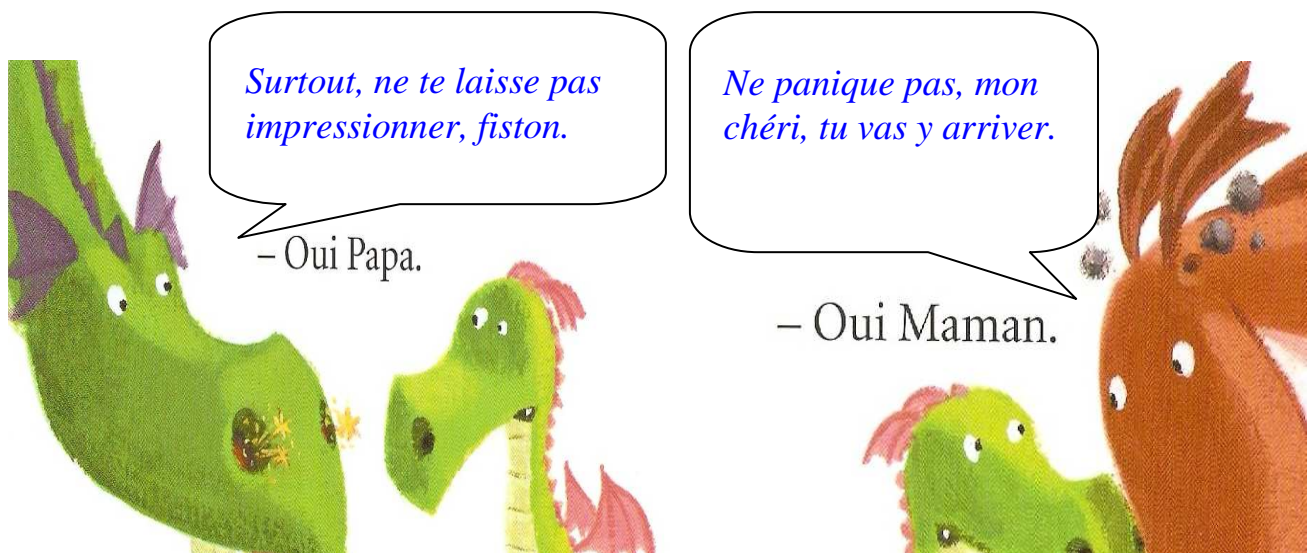 Surtout, ne te laisse pas
impressionner, fiston.
– Oui Papa.
Ne panique pas, mon
chéri, tu vas y arriver.
– Oui Maman.